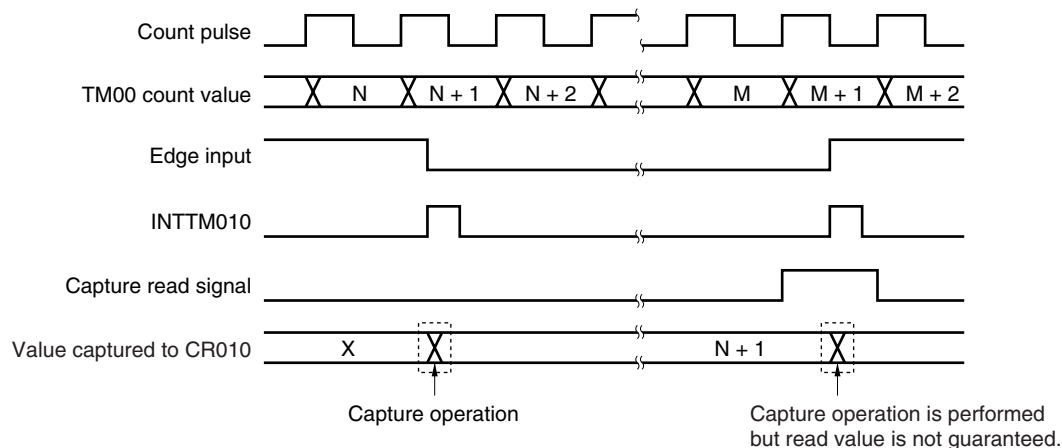 Count pulse
TM00 count value
N
N + 1
N + 2
M
M + 1
M + 2
Edge input
INTTM010
Capture read signal
Value captured to CR010
X
N + 1
Capture operation
Capture operation is performed
but read value is not guaranteed.